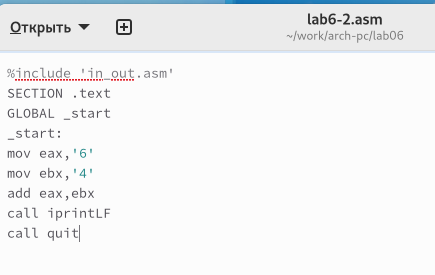 Открыть
lab6-2.asm
~/work/arch-pc/lab06
%include 'in_out.asm'
SECTION .text
GLOBAL _start
_start:
mov eax,'6'
mov ebx,'4'
add eax,ebx
call iprintLF
call quit